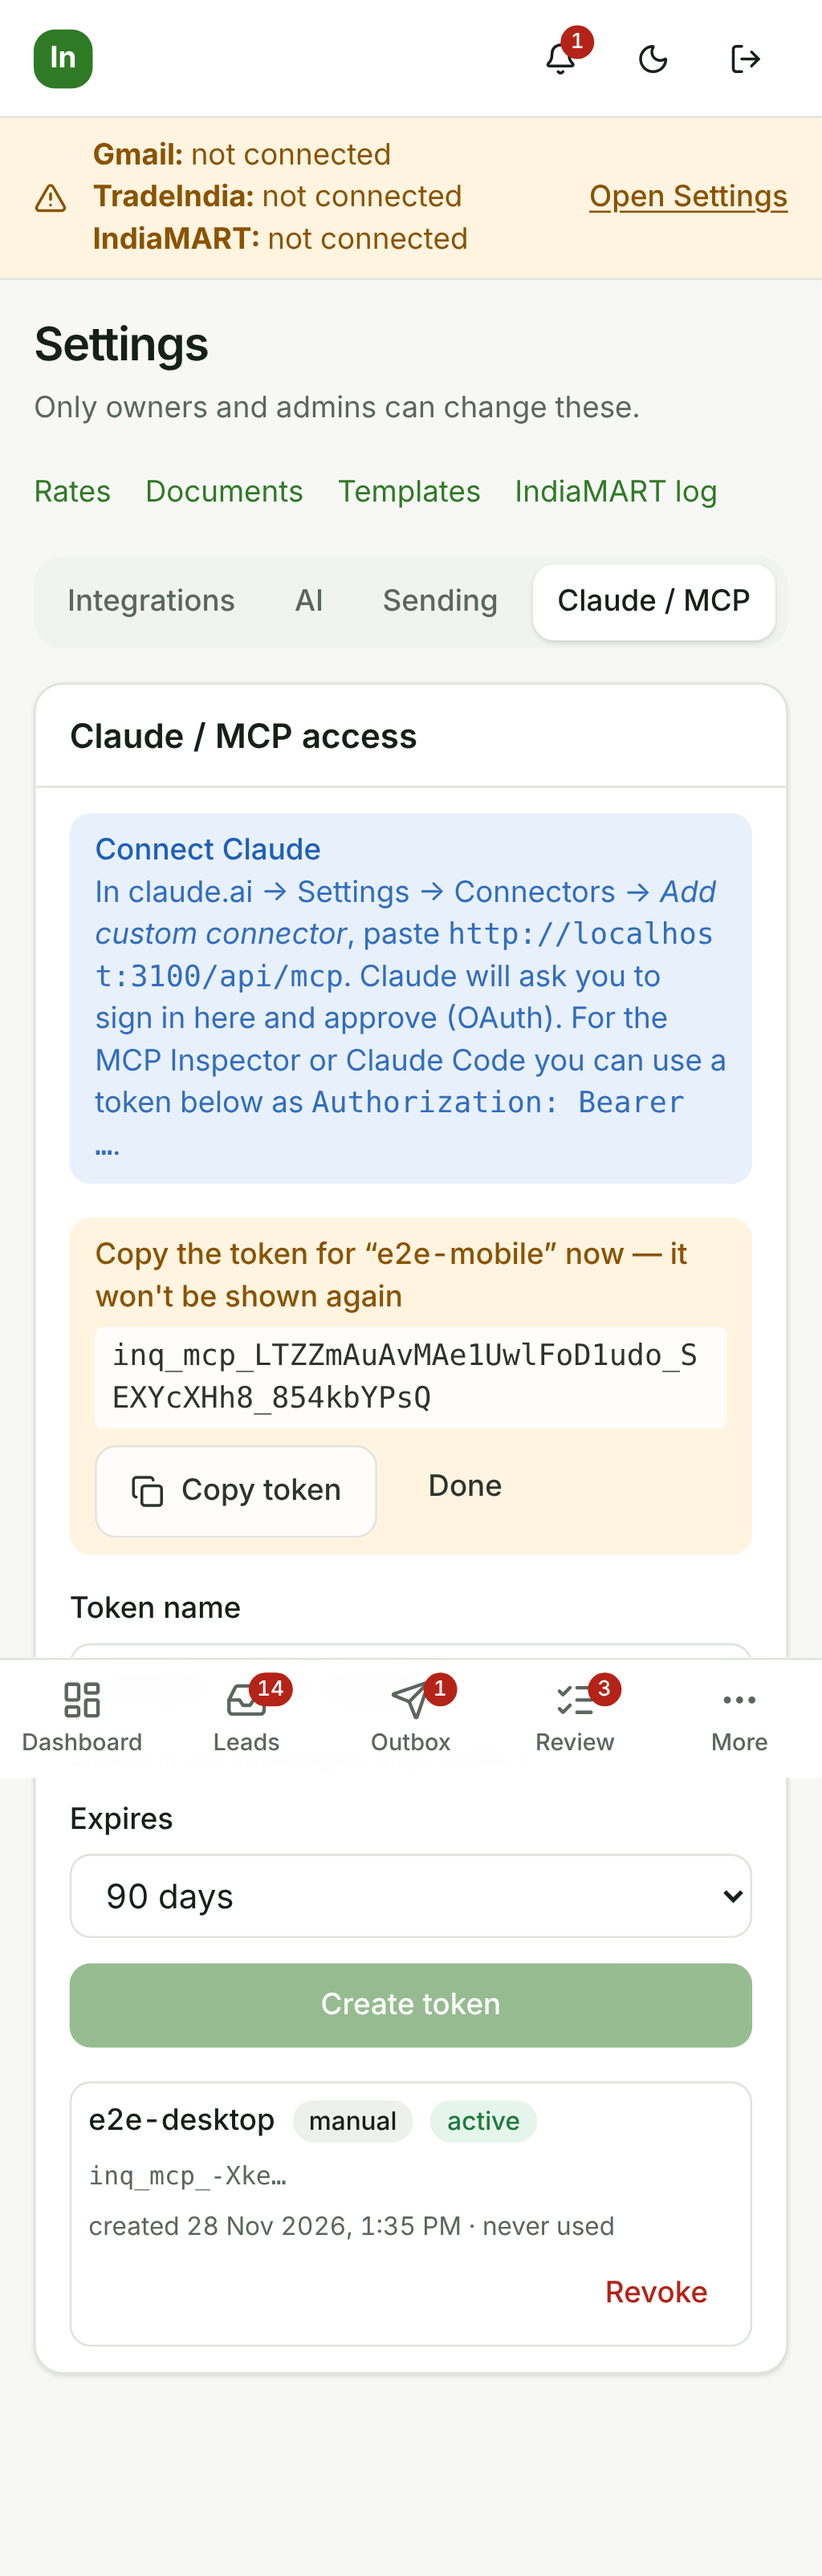 In
1
Gmail: not connected
TradeIndia: not connected
IndiaMART: not connected
Open Settings
Settings
Only owners and admins can change these.
Rates Documents Templates IndiaMART log
Integrations AI Sending Claude / MCP
Claude / MCP access
Connect Claude
In claude.ai → Settings → Connectors → Add
custom connector, paste http://localhos
t:3100/api/mcp. Claude will ask you to
sign in here and approve (OAuth). For the
MCP Inspector or Claude Code you can use a
token below as Authorization: Bearer
….
Copy the token for “e2e-mobile” now — it
won't be shown again
inq_mcp_LTZZmAuAvMAe1UwlFoD1udo_S
EXYcXHh8_854kbYPsQ
Copy token Done
Token name
14 1 3
Dashboard Leads Outbox Review More
Expires
90 days
Create token
e2e-desktop manual active
inq_mcp_-Xke…
created 28 Nov 2026, 1:35 PM · never used
Revoke